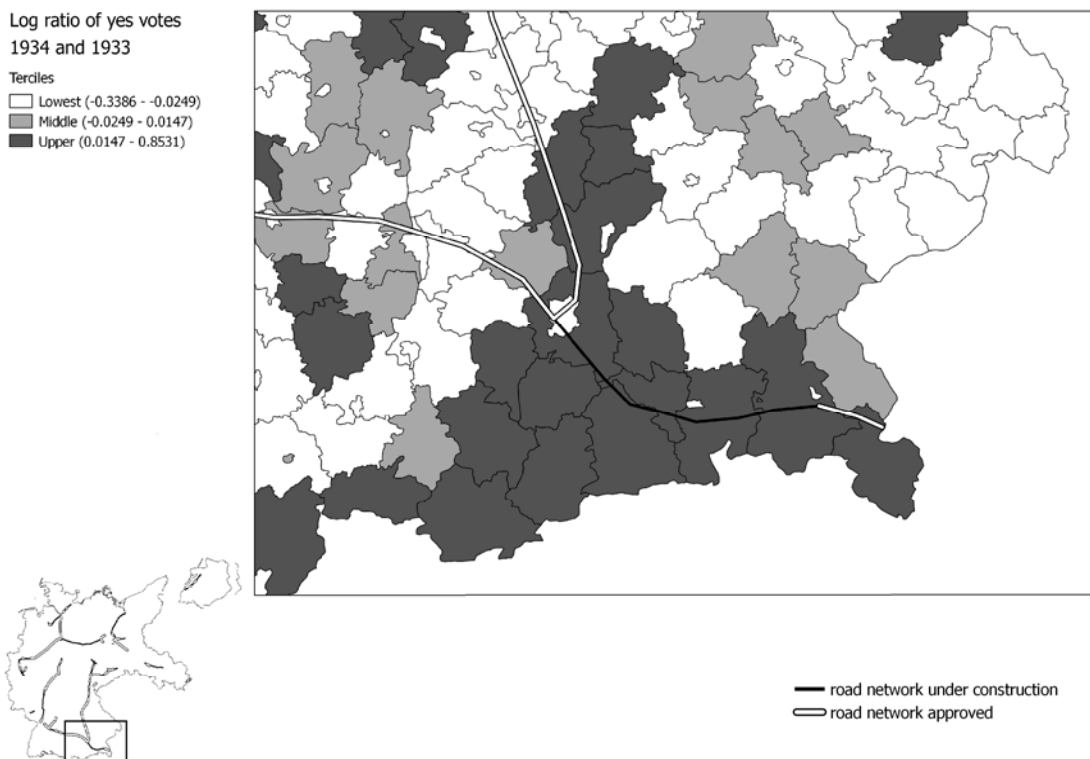 Log ratio of yes votes
1934 and 1933
Terciles
Lowest (-0.3386 - -0.0249)
Middle (-0.0249 - 0.0147)
Upper (0.0147 - 0.8531)
road network under construction
road network approved